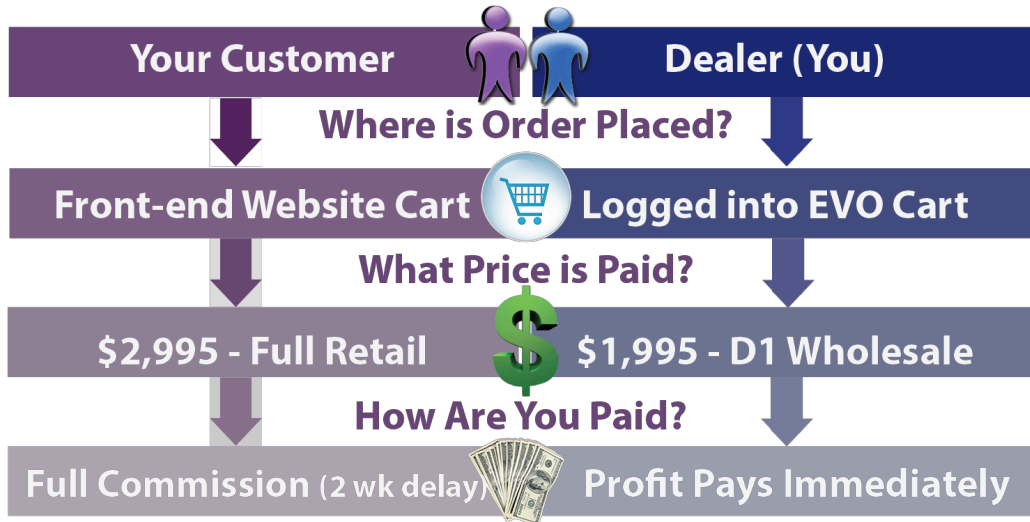 Your Customer
Dealer (You)
Where is Order Placed?
Front-end Website Cart
Logged into EVO Cart
What Price is Paid?
$2,995 - Full Retail
$
$1,995 - D1 Wholesale
How Are You Paid?
Full Commission (2 wk delay)
Profit Pays Immediately